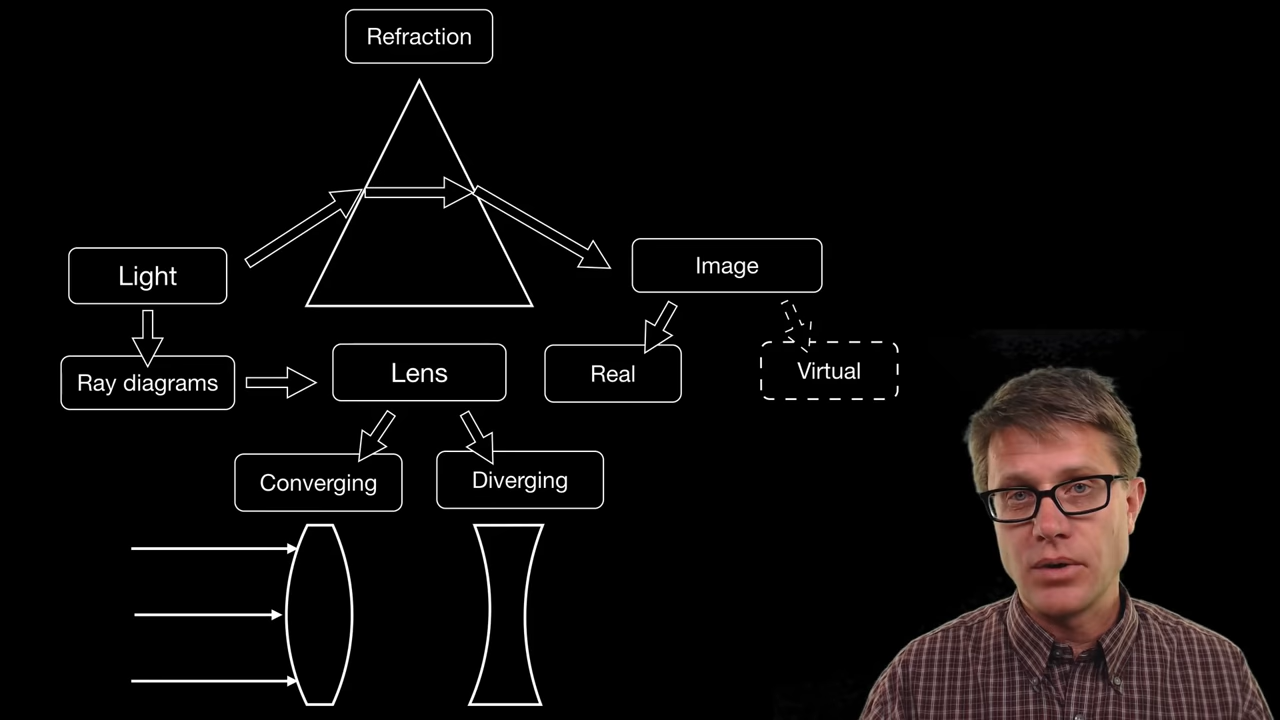 Refraction
Light
Image
Ray diagrams
Lens
Real
Virtual
Converging
Diverging